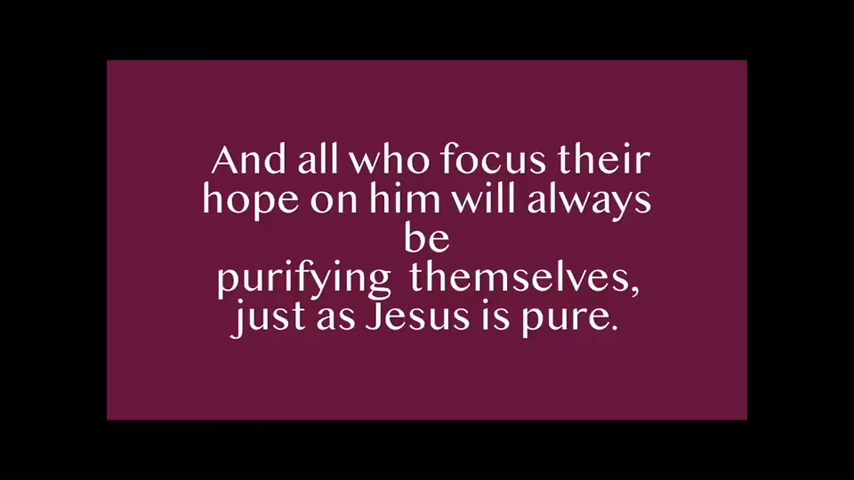 And all who focus their
hope on him will always
be
purifying themselves,
just as Jesus is pure.